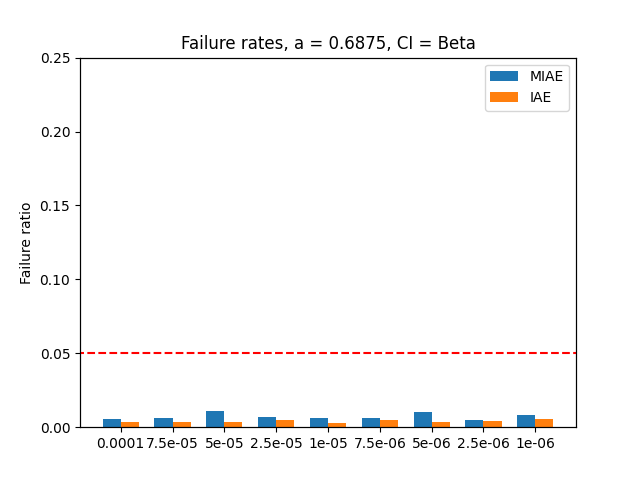 Failure rates, a = 0.6875, CI = Beta
MIAE
IAE
Failure ratio
0.25
0.20
0.15
0.10
0.05
0.00
0.0001 7.5e-05 5e-05 2.5e-05 1e-05 7.5e-06 5e-06 2.5e-06 1e-06